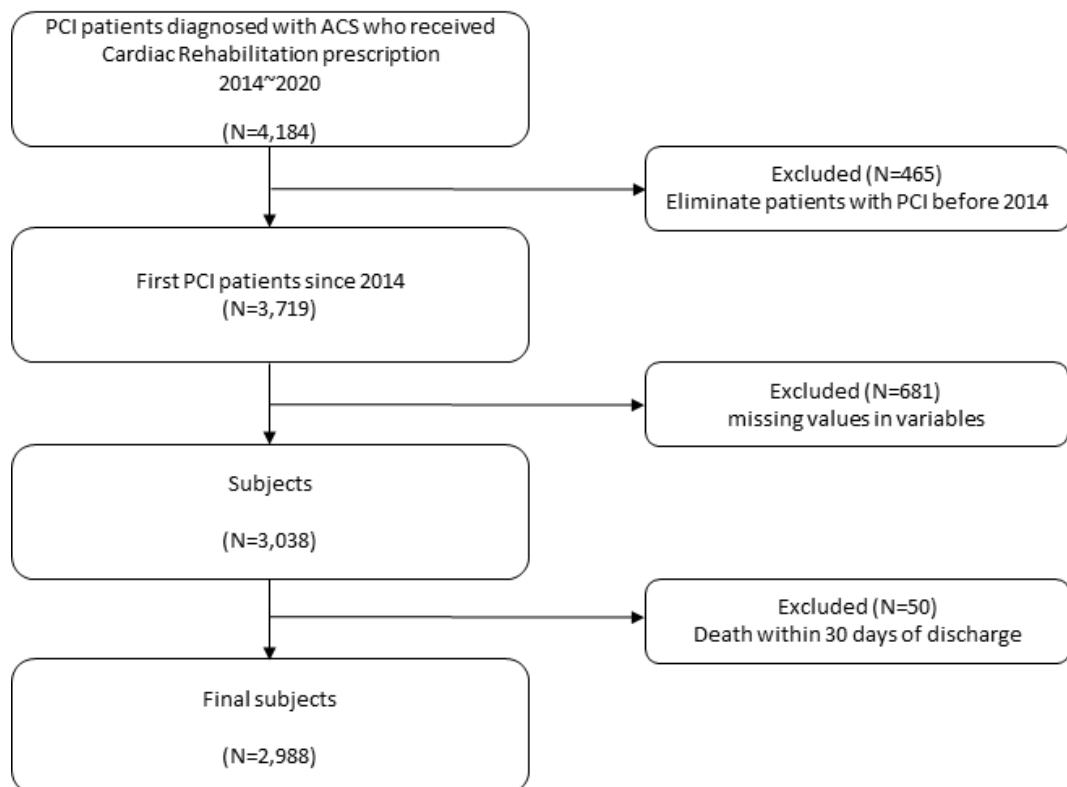 PCI patients diagnosed with ACS who received
Cardiac Rehabilitation prescription
2014~2020
(N=4,184)
Excluded (N=465)
Eliminate patients with PCI before 2014
First PCI patients since 2014
(N=3,719)
Excluded (N=681)
missing values in variables
Subjects
(N=3,038)
Excluded (N=50)
Death within 30 days of discharge
Final subjects
(N=2,988)